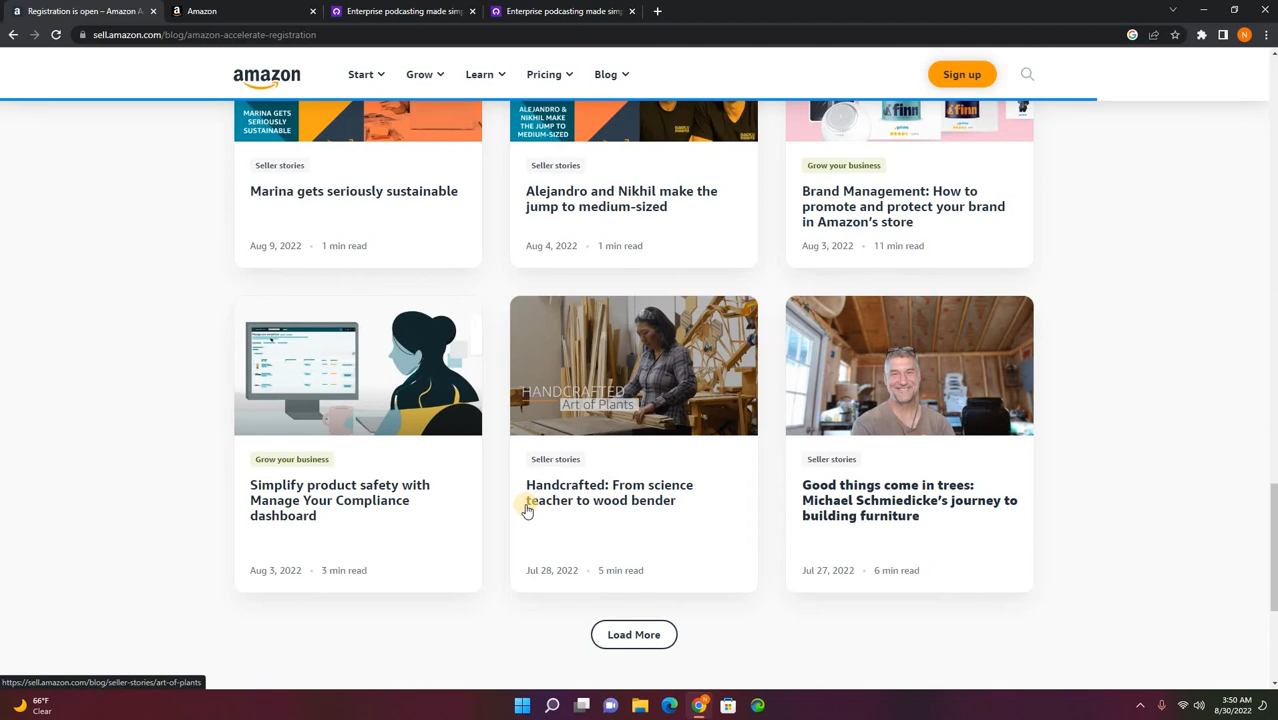 Registration is open – Amazon Ac
Amazon
Enterprise podcasting simplified
Enterprise podcasting simplified
sell.amazon.com/blog/amazon-accelerate-registration
N
amazon
Start
Grow
Learn
Pricing
Blog
Sign up
MARINA GETS
SERIOUSLY
SUSTAINABLE
ALEJANDRO &
NIKHIL MAKE
THE JUMP TO
MEDIUM-SIZED
finn
finn
Seller stories
Marina gets seriously sustainable
Aug 9, 2022 • 1 min read
Seller stories
Alejandro and Nikhil make the
jump to medium-sized
Aug 4, 2022 • 1 min read
Grow your business
Brand Management: How to
promote and protect your brand
in Amazon's store
Aug 3, 2022 • 11 min read
HANDCRAFTED
Art of Plants
Grow your business
Simplify product safety with
Manage Your Compliance
dashboard
Aug 3, 2022 • 3 min read
Seller stories
Handcrafted: From science
teacher to wood bender
Jul 28, 2022 • 5 min read
Seller stories
Good things come in trees:
Michael Schmiedicke's journey to
building furniture
Jul 27, 2022 • 6 min read
Load More
https://sell.amazon.com/blog/seller-stories/art-of-plants
66°F
Clear
3:50 AM
8/30/2022